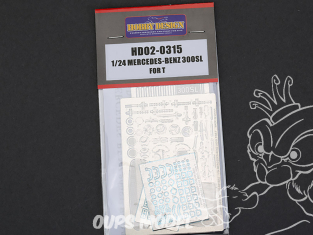 HOBBY DESIGN
HD02-0315
1/24 MERCEDES-BENZ 300SL
FOR T
OUPS MODEL